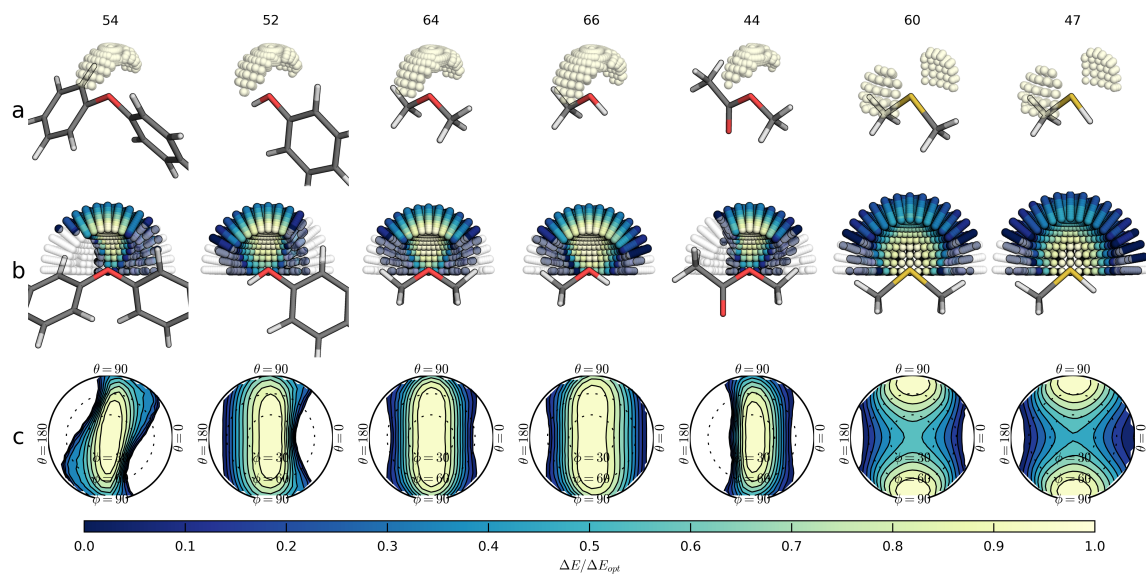 54 52 64 66 44 60 47
a
b
θ = 90 θ = 90 θ = 90 θ = 90 θ = 90 θ = 90 θ = 90
c
θ = 180 θ = 0 θ = 180 θ = 0 θ = 180 θ = 0 θ = 180 θ = 0 θ = 180 θ = 0 θ = 180 θ = 0 θ = 180 θ = 0
φ = 30 φ = 30 φ = 30 φ = 30 φ = 30 φ = 30 φ = 30
φ = 60 φ = 60 φ = 60 φ = 60 φ = 60 φ = 60 φ = 60
φ = 90 φ = 90 φ = 90 φ = 90 φ = 90 φ = 90 φ = 90
0.0 0.1 0.2 0.3 0.4 0.5 0.6 0.7 0.8 0.9 1.0
ΔE/ΔE_opt